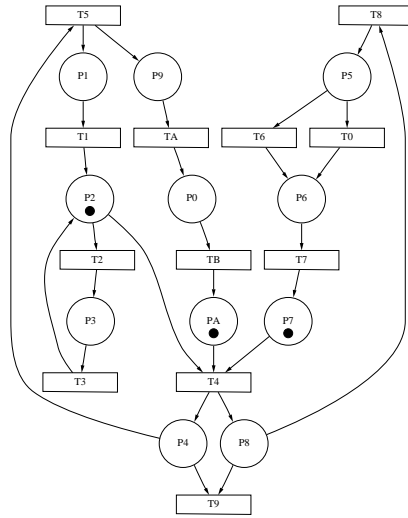 T5 T8
P1 P9 P5
T1 TA T6 T0
P2 P0 P6
T2 TB T7
P3 PA P7
T3 T4
P4 P8
T9